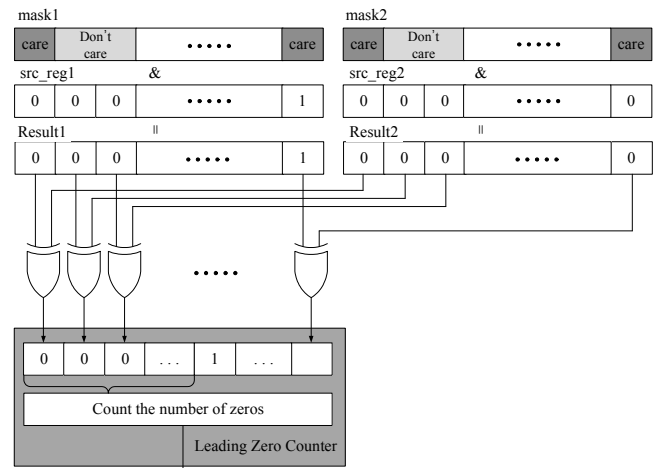 mask1
care Don't care ..... care
src_reg1 &
0 0 0 ..... 1
Result1 =
0 0 0 ..... 1
mask2
care Don't care ..... care
src_reg2 &
0 0 0 ..... 0
Result2 =
0 0 0 ..... 0
.....
0 0 0 ... 1 ...
Count the number of zeros
Leading Zero Counter